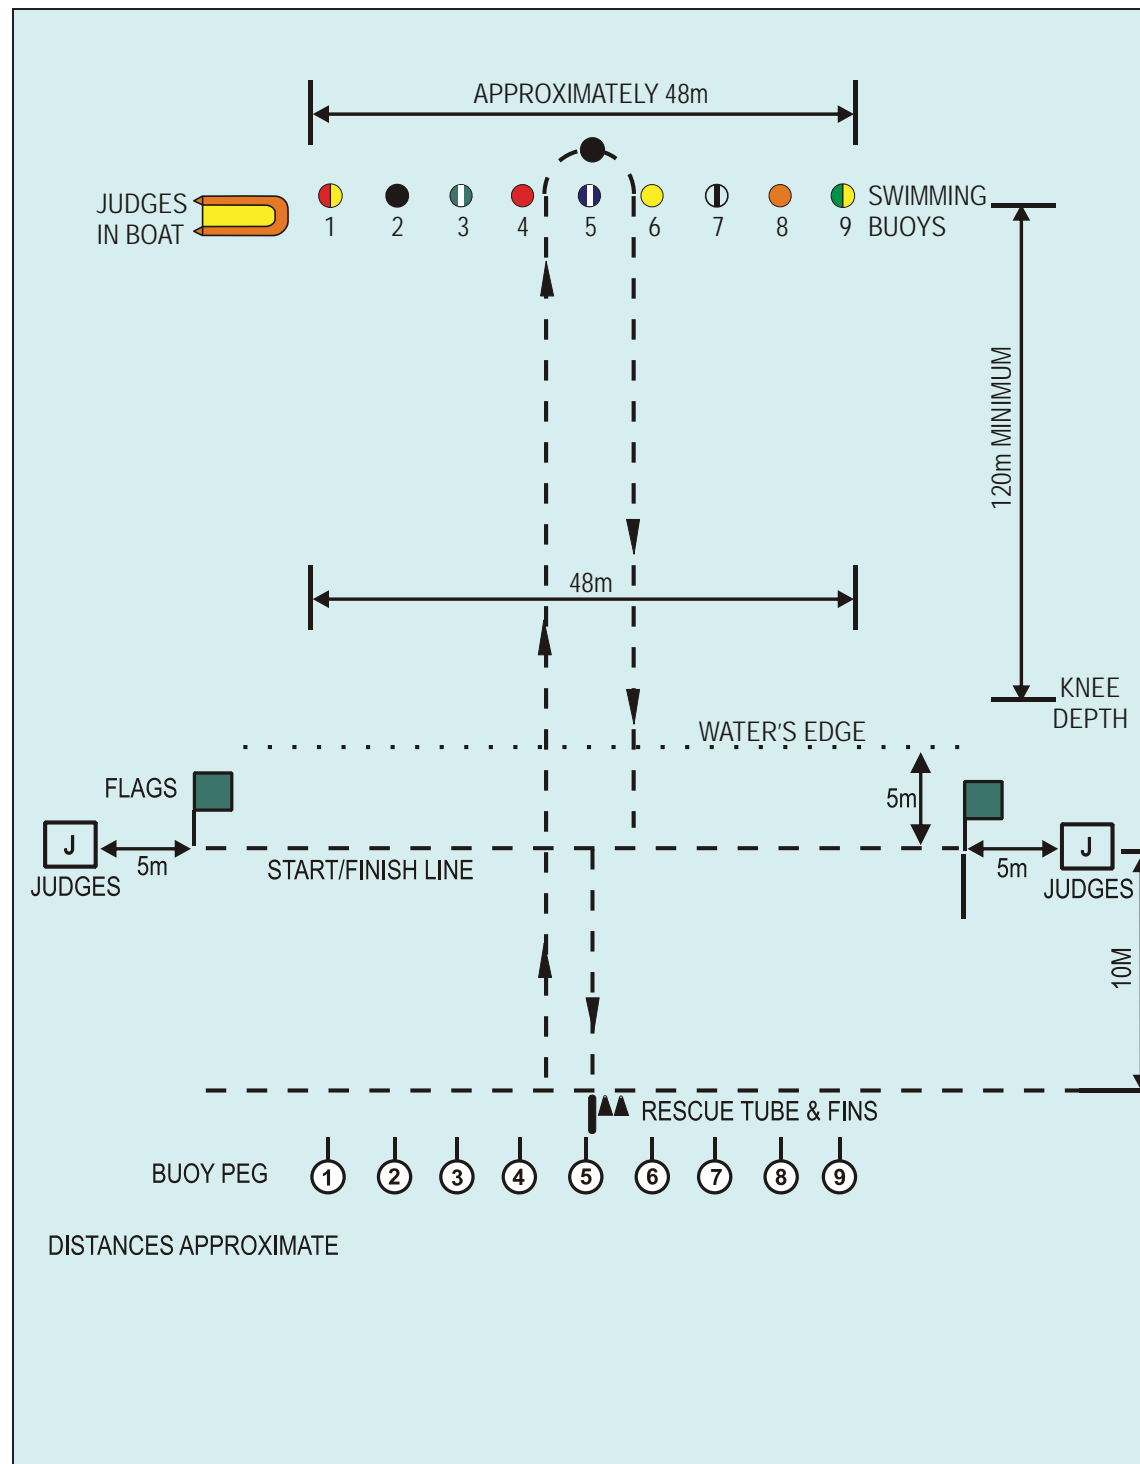 APPROXIMATELY 48m
JUDGES
IN BOAT
SWIMMING
BUOYS
1 2 3 4 5 6 7 8 9
120m MINIMUM
48m
KNEE
DEPTH
WATER'S EDGE
FLAGS
5m
J
J
5m
5m
START/FINISH LINE
JUDGES
JUDGES
10M
RESCUE TUBE & FINS
BUOY PEG
1 2 3 4 5 6 7 8 9
DISTANCES APPROXIMATE